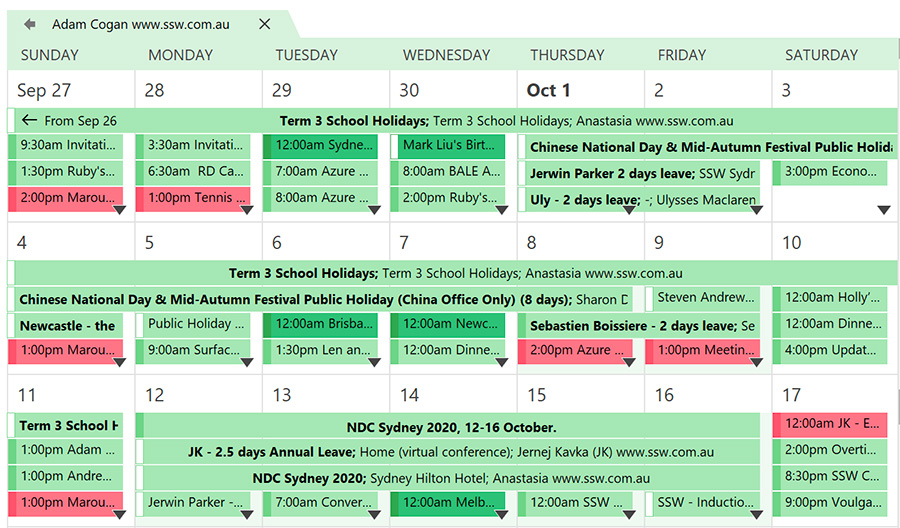 Adam Cogan www.ssw.com.au
SUNDAY MONDAY TUESDAY WEDNESDAY THURSDAY FRIDAY SATURDAY
Sep 27 28 29 30 Oct 1 2 3
From Sep 26 Term 3 School Holidays; Term 3 School Holidays; Anastasia www.ssw.com.au
9:30am Invitati... 3:30am Invitati... 12:00am Sydne... Mark Liu's Birt... Chinese National Day & Mid-Autumn Festival Public Holida
1:30pm Ruby's... 6:30am RD Ca... 7:00am Azure ... 8:00am BALE A... Jerwin Parker 2 days leave; SSW Sydr 3:00pm Econo...
2:00pm Marou... 1:00pm Tennis ... 8:00am Azure ... 2:00pm Ruby's... Uly - 2 days leave; -; Ulysses Maclaren
4 5 6 7 8 9 10
Term 3 School Holidays; Term 3 School Holidays; Anastasia www.ssw.com.au
Chinese National Day & Mid-Autumn Festival Public Holiday (China Office Only) (8 days); Sharon D Steven Andrew... 12:00am Holly'...
Newcastle - the Public Holiday ... 12:00am Brisba... 12:00am Newc... Sebastien Boissiere - 2 days leave; Se 12:00am Dinne...
1:00pm Marou... 9:00am Surfac... 1:30pm Len an... 12:00am Dinne... 2:00pm Azure ... 1:00pm Meetin... 4:00pm Updat...
11 12 13 14 15 16 17
Term 3 School H NDC Sydney 2020, 12-16 October. 12:00am JK - E...
1:00pm Adam ... JK - 2.5 days Annual Leave; Home (virtual conference); Jernej Kavka (JK) www.ssw.com.au 2:00pm Overti...
1:00pm Andre... NDC Sydney 2020; Sydney Hilton Hotel; Anastasia www.ssw.com.au 8:30pm SSW C...
1:00pm Marou... Jerwin Parker -... 7:00am Conver... 12:00am Melb... 12:00am SSW ... SSW - Inductio... 9:00pm Voulga...